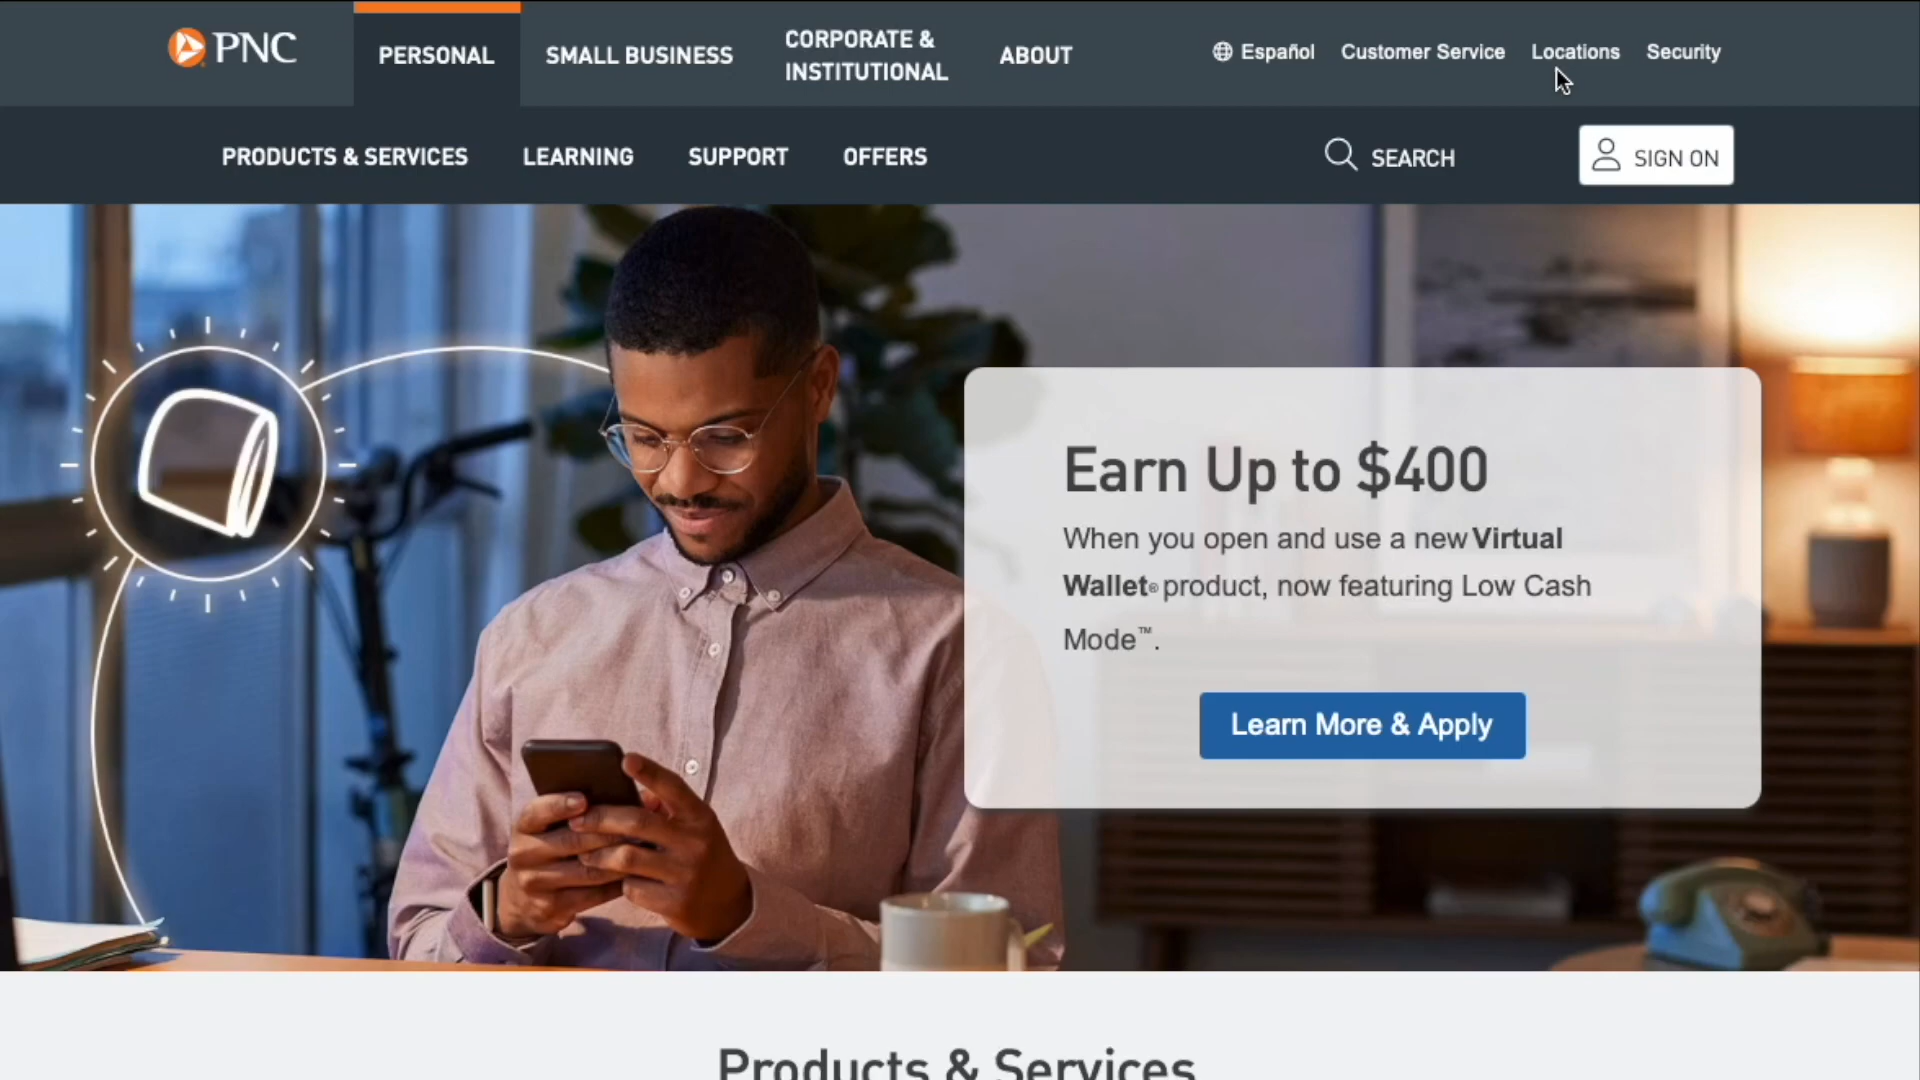 PNC
PERSONAL
SMALL BUSINESS
CORPORATE &
INSTITUTIONAL
ABOUT
Español
Customer Service
Locations
Security
PRODUCTS & SERVICES
LEARNING
SUPPORT
OFFERS
SEARCH
SIGN ON
Earn Up to $400
When you open and use a new Virtual
Wallet® product, now featuring Low Cash
Mode™.
Learn More & Apply
Products & Services